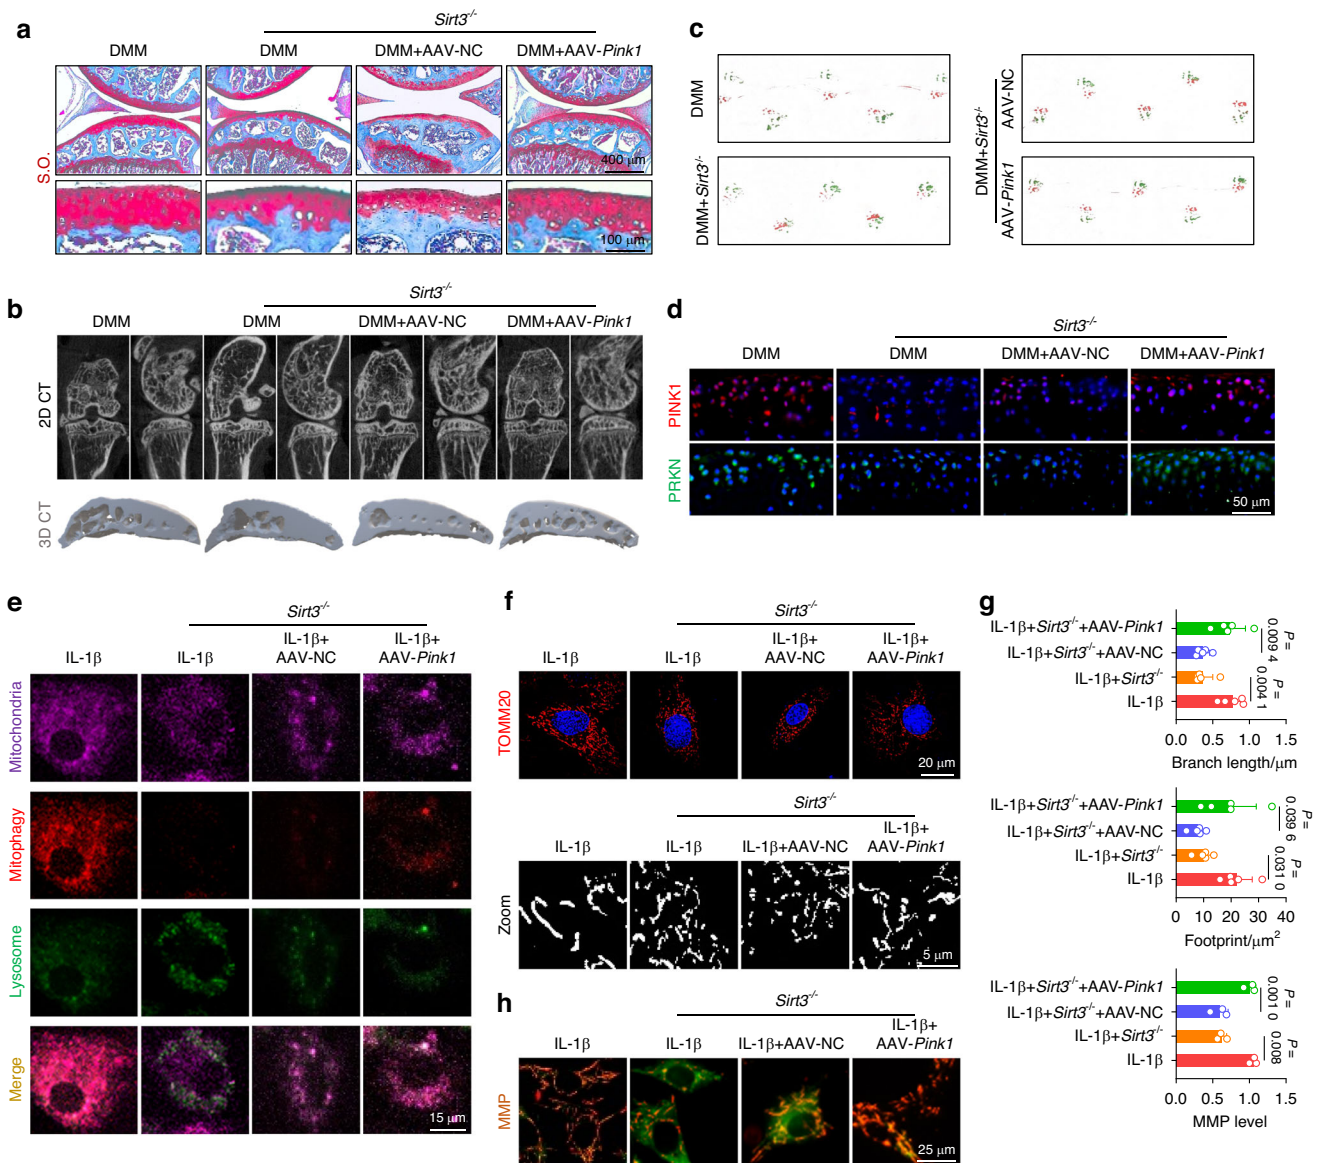 a
Sirt3-/-
DMM
DMM
DMM+AAV-NC
DMM+AAV-Pink1
S.O.
400 μm
100 μm
b
Sirt3-/-
DMM
DMM
DMM+AAV-NC
DMM+AAV-Pink1
2D CT
3D CT
c
DMM
DMM+Sirt3-/-
DMM+Sirt3-/-
AAV-NC
AAV-Pink1
d
Sirt3-/-
DMM
DMM
DMM+AAV-NC
DMM+AAV-Pink1
PINK1
PRKN
50 μm
e
Sirt3-/-
IL-1β
IL-1β
IL-1β+
AAV-NC
IL-1β+
AAV-Pink1
Mitochondria
Mitophagy
Lysosome
Merge
15 μm
f
Sirt3-/-
IL-1β
IL-1β
IL-1β+
AAV-NC
IL-1β+
AAV-Pink1
TOMM20
20 μm
Sirt3-/-
IL-1β
IL-1β
IL-1β+AAV-NC
IL-1β+
AAV-Pink1
Zoom
5 μm
g
IL-1β+Sirt3-/-+AAV-Pink1
IL-1β+Sirt3-/-+AAV-NC
IL-1β+Sirt3-/-
IL-1β
P =
0.009 4
P =
0.004 1
0.0 0.5 1.0 1.5
Branch length/μm
IL-1β+Sirt3-/-+AAV-Pink1
IL-1β+Sirt3-/-+AAV-NC
IL-1β+Sirt3-/-
IL-1β
P =
0.039 6
P =
0.031 0
0 10 20 30 40
Footprint/μm2
IL-1β+Sirt3-/-+AAV-Pink1
IL-1β+Sirt3-/-+AAV-NC
IL-1β+Sirt3-/-
IL-1β
P =
0.001 0
P =
0.008
0.0 0.5 1.0 1.5
MMP level
h
Sirt3-/-
IL-1β
IL-1β
IL-1β+AAV-NC
IL-1β+
AAV-Pink1
MMP
25 μm